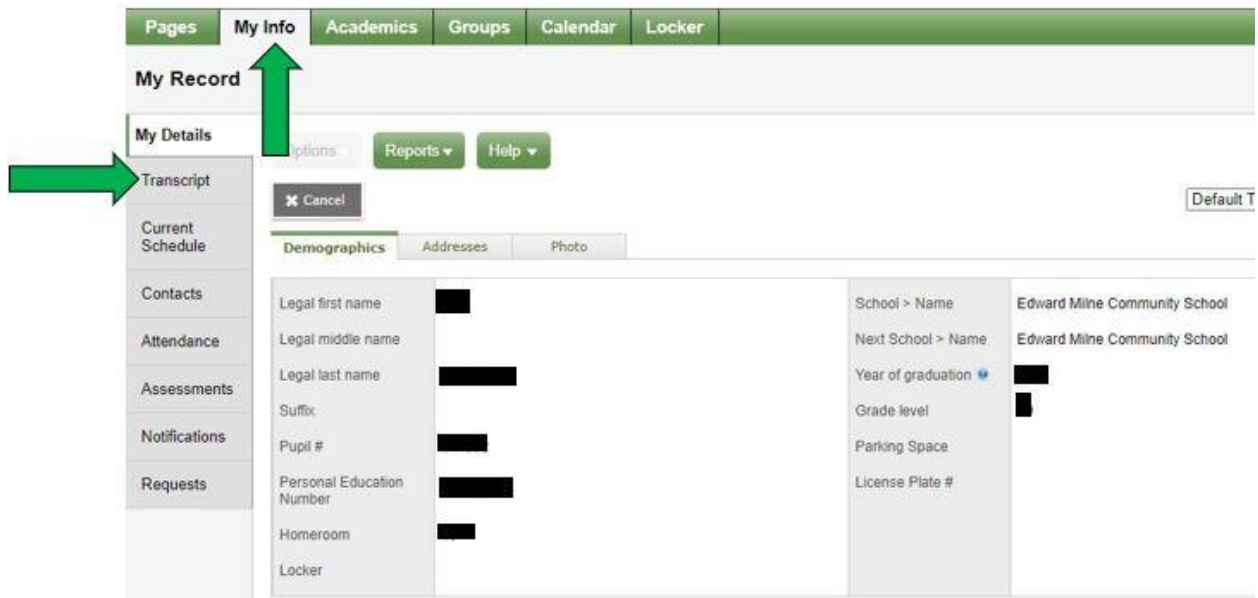 Pages My Info Academics Groups Calendar Locker
My Record
My Details
Transcript
Current
Schedule
Contacts
Attendance
Assessments
Notifications
Requests
Options Reports Help
Cancel
Default T
Demographics Addresses Photo
Legal first name
Legal middle name
Legal last name
Suffix
Pupil #
Personal Education
Number
Homeroom
Locker
School > Name Edward Milne Community School
Next School > Name Edward Milne Community School
Year of graduation
Grade level
Parking Space
License Plate #